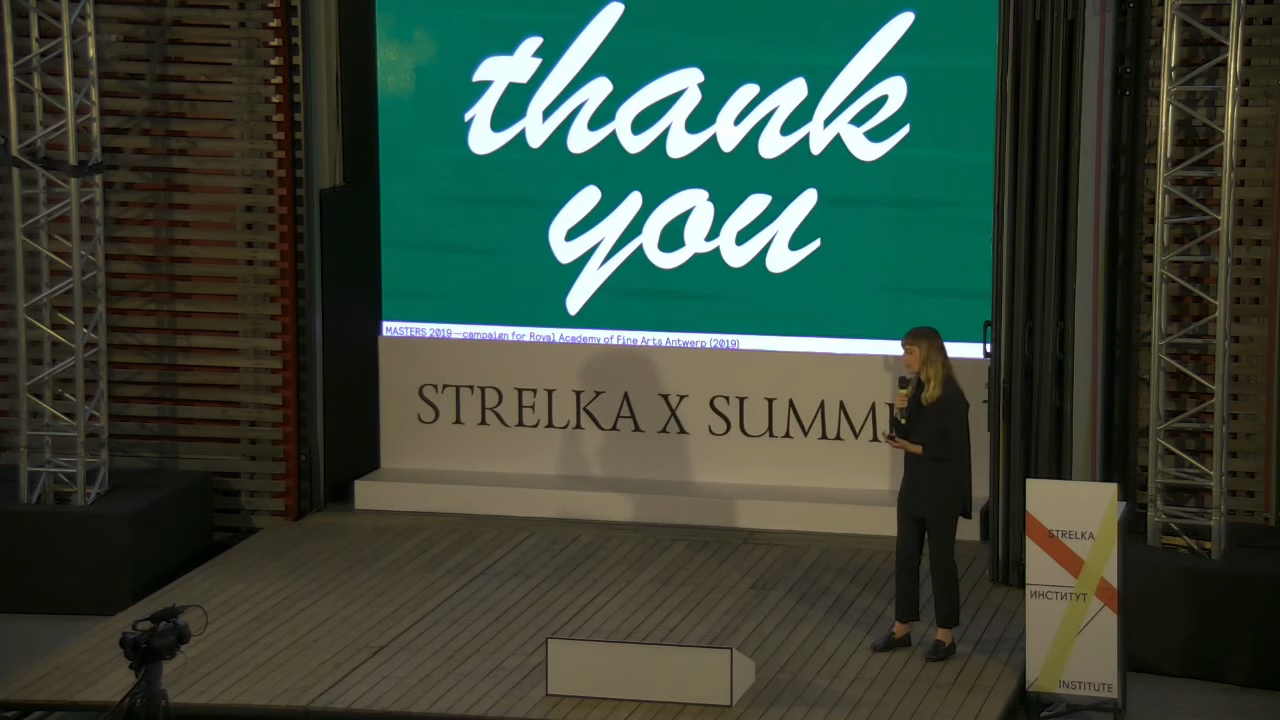 thank
you
MASTERS 2019—campaign for Royal Academy of Fine Arts Antwerp (2019)
STRELKA X SUMM
STRELKA
ИНСТИТУТ
INSTITUTE